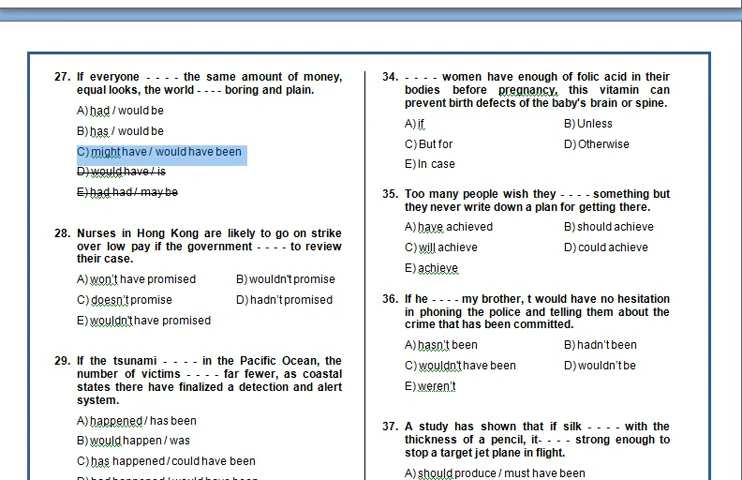 27. If everyone - - - - the same amount of money,
equal looks, the world - - - - boring and plain.
A) had / would be
B) has / would be
C) might have / would have been
D) would have / is
E) had had / may be
28. Nurses in Hong Kong are likely to go on strike
over low pay if the government - - - - to review
their case.
A) won't have promised B) wouldn't promise
C) doesn't promise D) hadn't promised
E) wouldn't have promised
29. If the tsunami - - - - in the Pacific Ocean, the
number of victims - - - - far fewer, as coastal
states there have finalized a detection and alert
system.
A) happened / has been
B) would happen / was
C) has happened / could have been
D) had happened / would have been
34. - - - - women have enough of folic acid in their
bodies before pregnancy, this vitamin can
prevent birth defects of the baby's brain or spine.
A) if B) Unless
C) But for D) Otherwise
E) In case
35. Too many people wish they - - - - something but
they never write down a plan for getting there.
A) have achieved B) should achieve
C) will achieve D) could achieve
E) achieve
36. If he - - - - my brother, t would have no hesitation
in phoning the police and telling them about the
crime that has been committed.
A) hasn't been B) hadn't been
C) wouldn't have been D) wouldn't be
E) weren't
37. A study has shown that if silk - - - - with the
thickness of a pencil, it- - - - strong enough to
stop a target jet plane in flight.
A) should produce / must have been